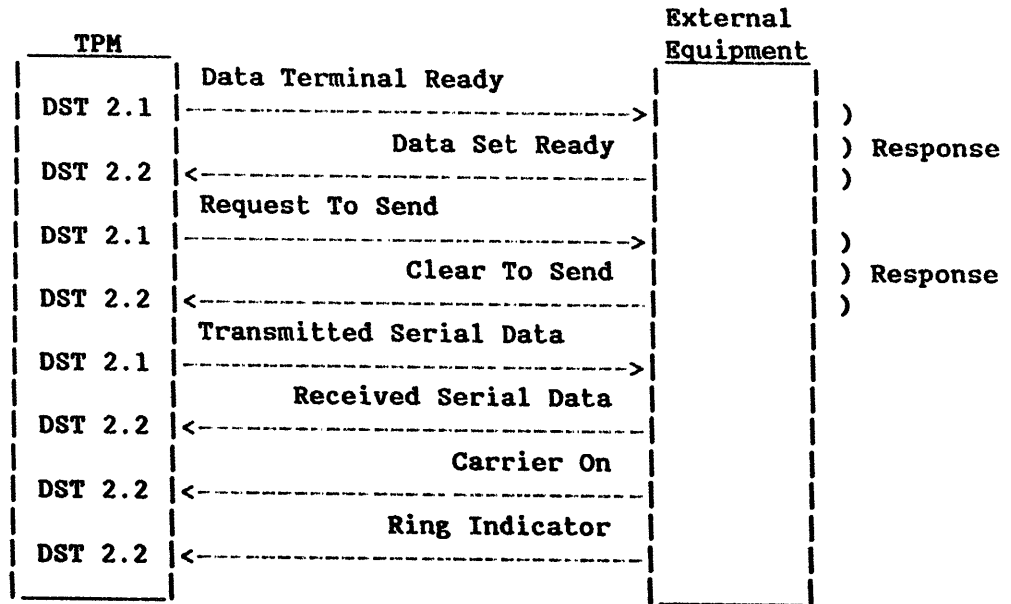 External
TPM Equipment
Data Terminal Ready
DST 2.1 )
Data Set Ready ) Response
DST 2.2 )
Request To Send
DST 2.1 )
Clear To Send ) Response
DST 2.2 )
Transmitted Serial Data
DST 2.1
Received Serial Data
DST 2.2
Carrier On
DST 2.2
Ring Indicator
DST 2.2